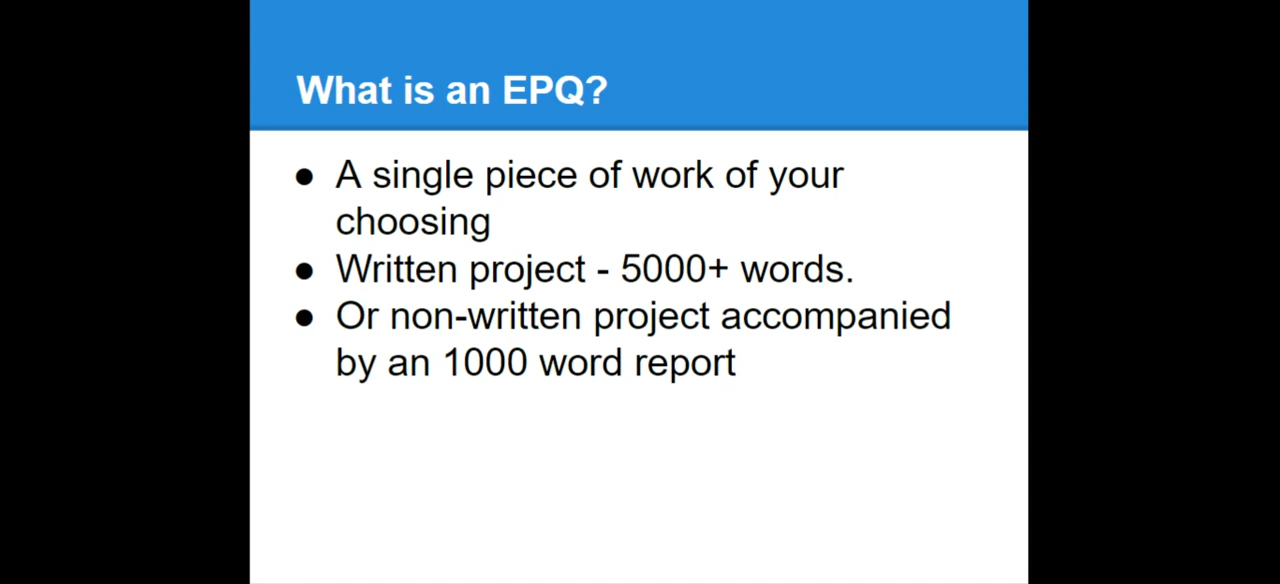 What is an EPQ?
● A single piece of work of your
choosing
● Written project - 5000+ words.
● Or non-written project accompanied
by an 1000 word report